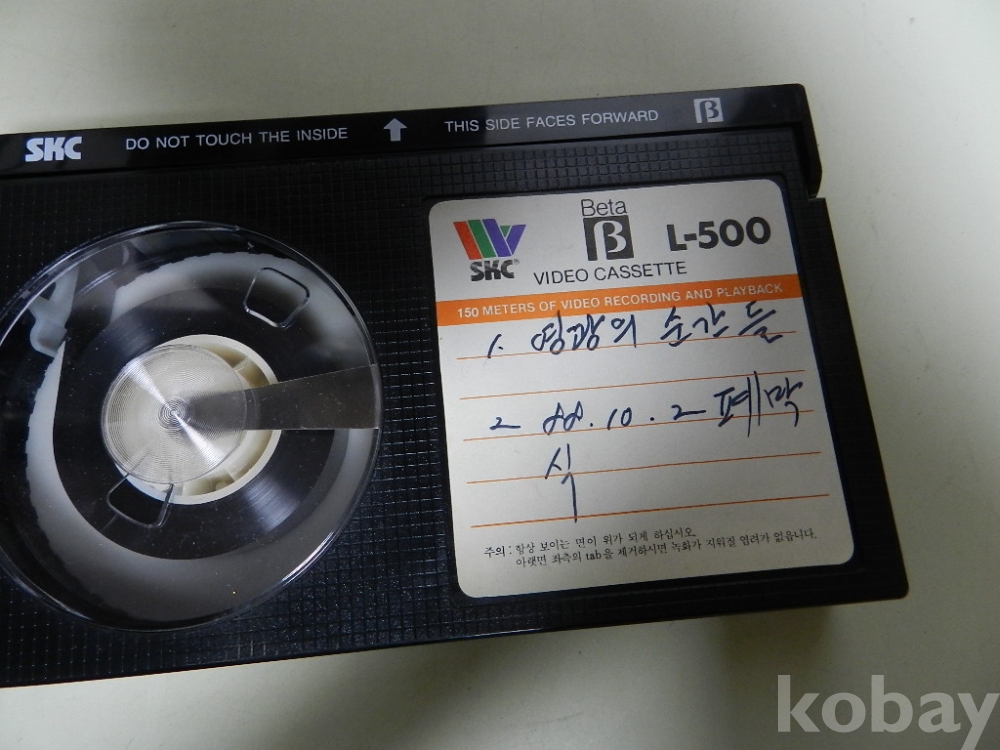 SKC DO NOT TOUCH THE INSIDE THIS SIDE FACES FORWARD β
Beta
β L-500
SKC VIDEO CASSETTE
150 METERS OF VIDEO RECORDING AND PLAYBACK
1. 영광의 순간들
2 88.10.2 폐막
식
주의 : 항상 보이는 면이 위가 되게 하십시오.
아랫면 좌측의 tab을 제거하시면 녹화가 지워질 염려가 없읍니다.
kobay